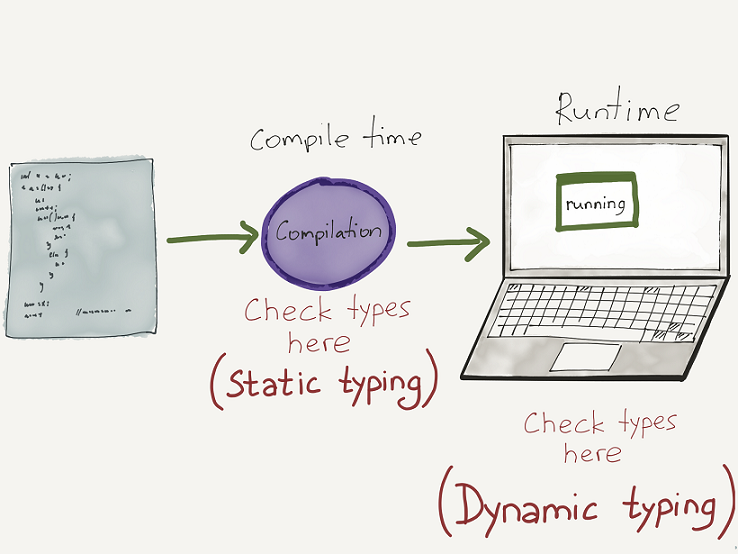 Compile time
Runtime
Compilation
running
Check types
here
(Static typing)
Check types
here
(Dynamic typing)